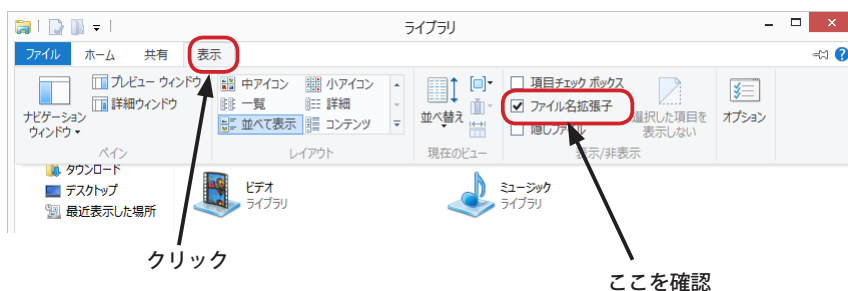 ライブラリ
ファイル ホーム 共有 表示
プレビュー ウィンドウ
詳細ウィンドウ
ナビゲーション
ウィンドウ
ペイン
中アイコン 小アイコン
一覧 詳細
並べて表示 コンテンツ
レイアウト
並べ替え
現在のビュー
項目チェック ボックス
ファイル名拡張子
隠しファイル
選択した項目を
表示しない
表示/非表示
オプション
ダウンロード
デスクトップ
最近表示した場所
ビデオ
ライブラリ
ミュージック
ライブラリ
クリック
ここを確認